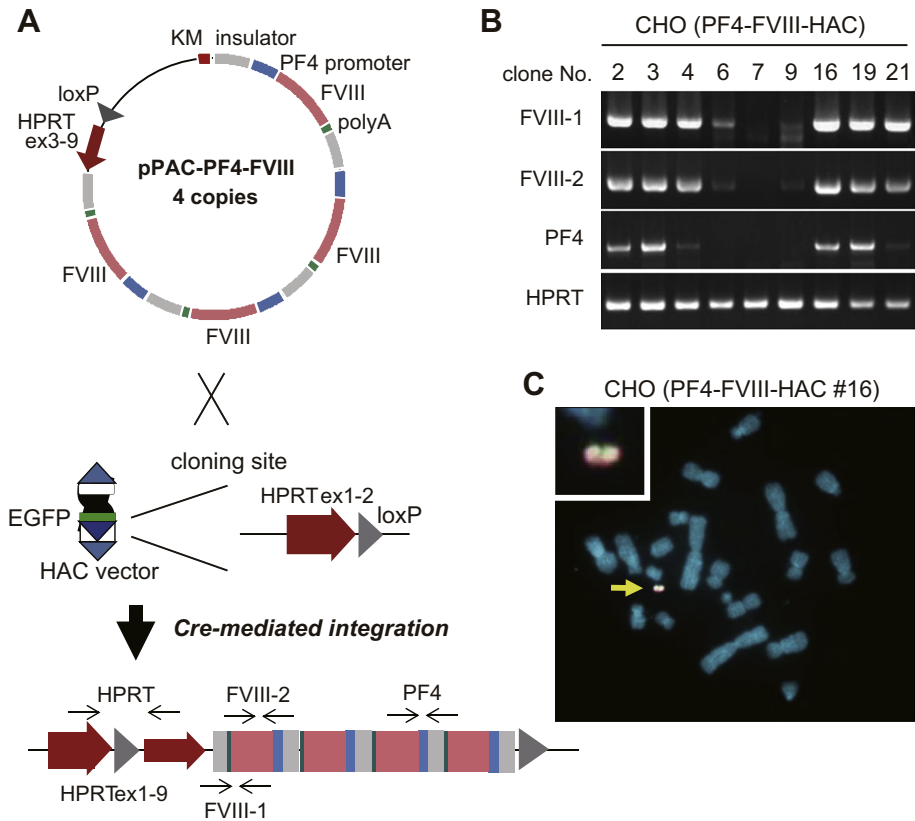 A
KM insulator
PF4 promoter
FVIII
polyA
loxP
HPRT
ex3-9
pPAC-PF4-FVIII
4 copies
FVIII
FVIII
FVIII
cloning site
HPRTex1-2
loxP
EGFP
HAC vector
Cre-mediated integration
HPRT
FVIII-2
PF4
HPRTex1-9
FVIII-1
B
CHO (PF4-FVIII-HAC)
clone No. 2 3 4 6 7 9 16 19 21
FVIII-1
FVIII-2
PF4
HPRT
C
CHO (PF4-FVIII-HAC #16)